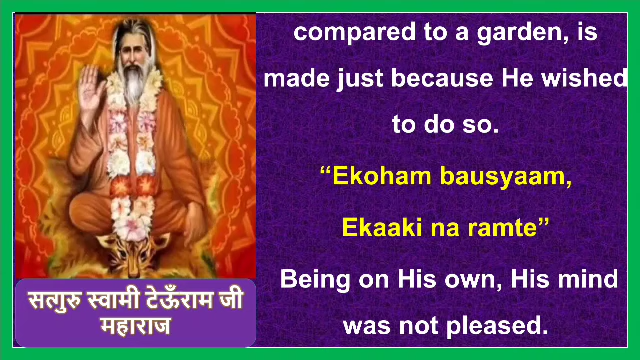 compared to a garden, is
made just because He wished
to do so.
“Ekoham bausyaam,
Ekaaki na ramte”
Being on His own, His mind
was not pleased.
सत्गुरु स्वामी टेऊँराम जी
महाराज